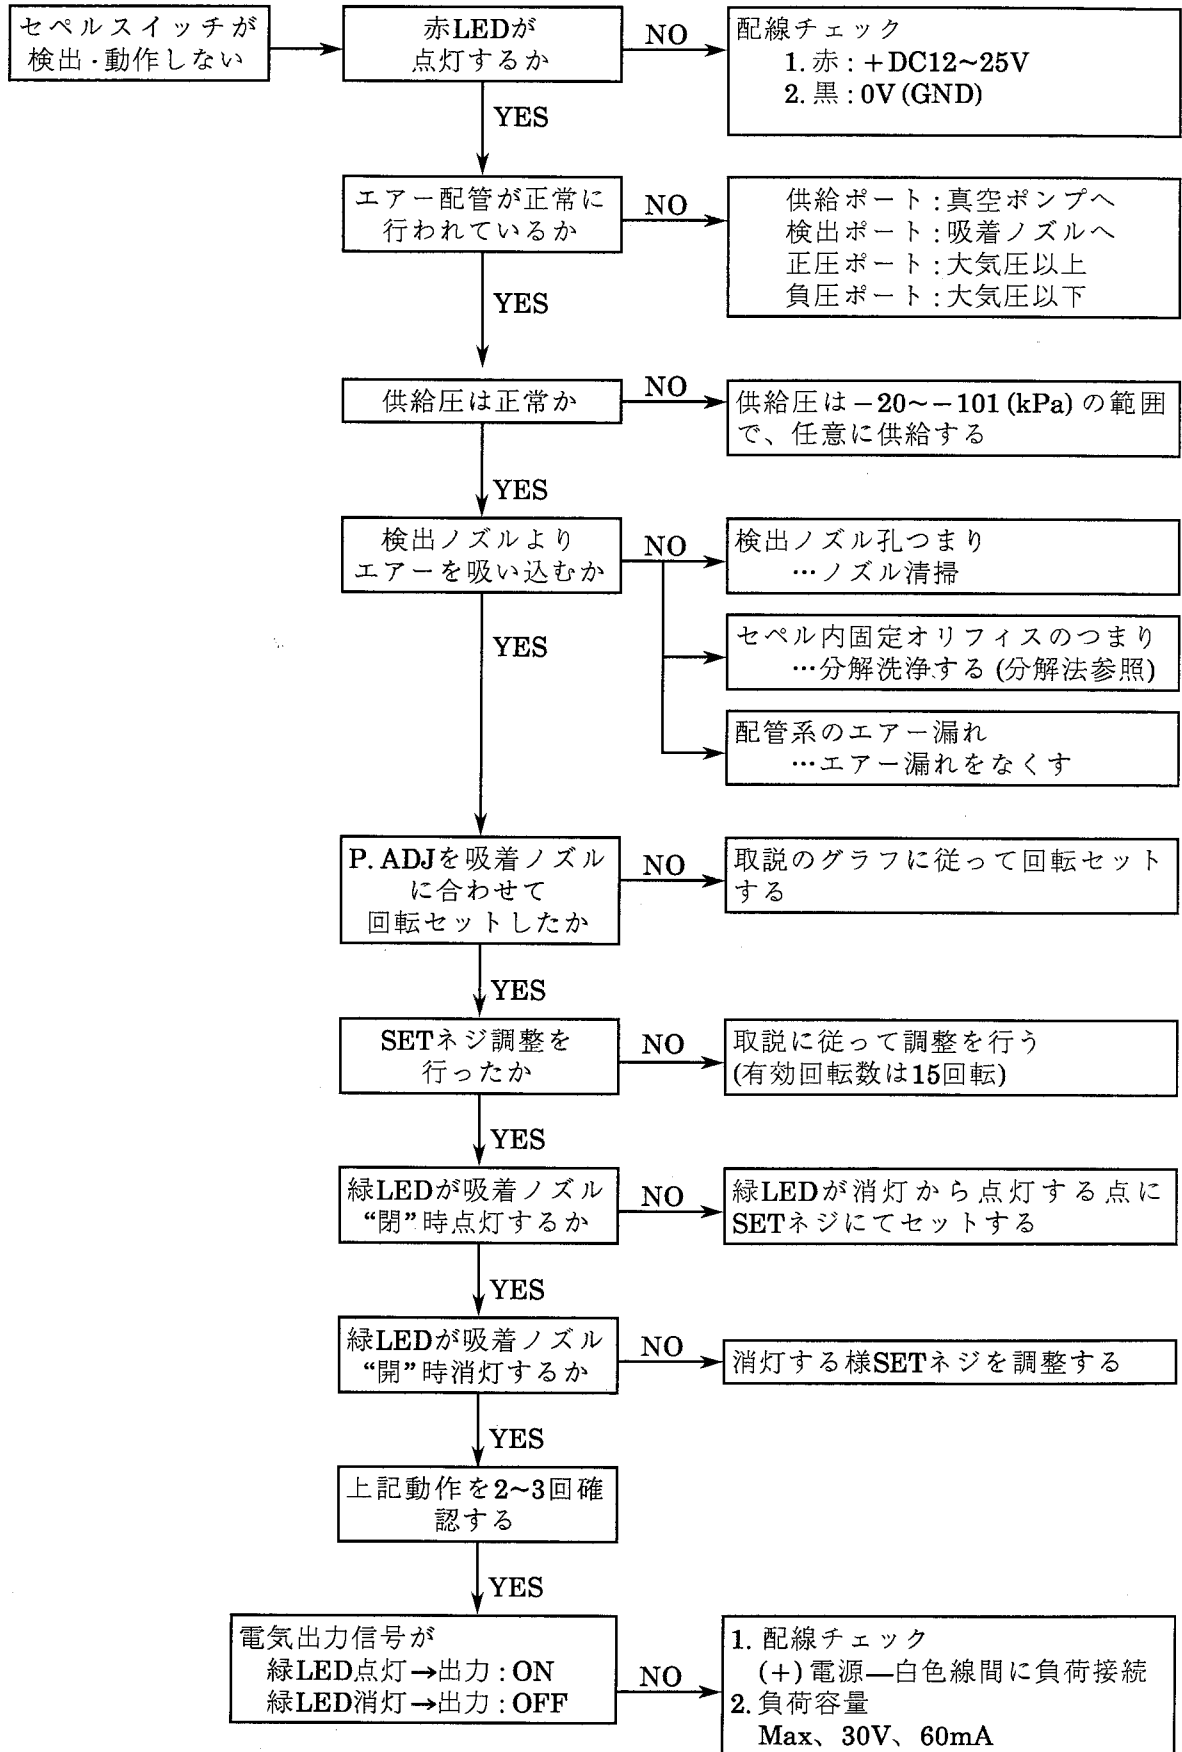 セペルスイッチが
検出·動作しない
赤LEDが
点灯するか
NO
配線チェック
1. 赤 : +DC12~25V
2. 黒 : 0V (GND)
YES
エアー配管が正常に
行われているか
NO
供給ポート : 真空ポンプへ
検出ポート : 吸着ノズルへ
正圧ポート : 大気圧以上
負圧ポート : 大気圧以下
YES
供給圧は正常か
NO
供給圧は −20~−101 (kPa) の範囲
で、任意に供給する
YES
検出ノズルより
エアーを吸い込むか
NO
検出ノズル孔つまり
…ノズル清掃
セペル内固定オリフィスのつまり
…分解洗浄する (分解法参照)
配管系のエアー漏れ
…エアー漏れをなくす
YES
P. ADJを吸着ノズル
に合わせて
回転セットしたか
NO
取説のグラフに従って回転セット
する
YES
SETネジ調整を
行ったか
NO
取説に従って調整を行う
(有効回転数は15回転)
YES
緑LEDが吸着ノズル
“閉” 時点灯するか
NO
緑LEDが消灯から点灯する点に
SETネジにてセットする
YES
緑LEDが吸着ノズル
“開” 時消灯するか
NO
消灯する様SETネジを調整する
YES
上記動作を2~3回確
認する
YES
電気出力信号が
緑LED点灯→出力 : ON
緑LED消灯→出力 : OFF
NO
1. 配線チェック
(+) 電源—白色線間に負荷接続
2. 負荷容量
Max、30V、60mA